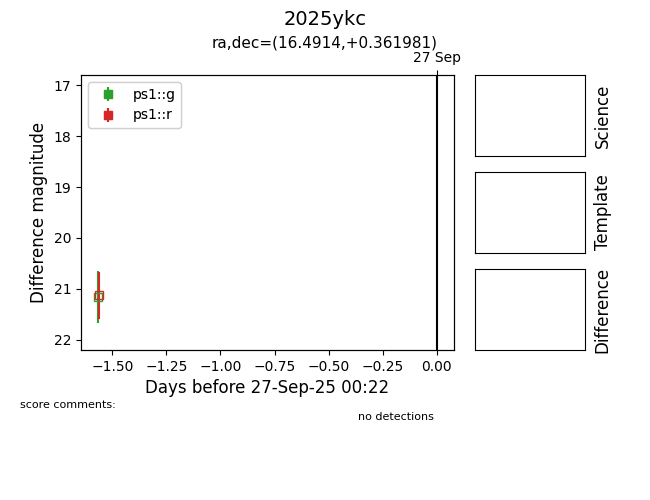 2025ykc
ra,dec=(16.4914,+0.361981)
27 Sep
ps1::g
ps1::r
17
18
19
20
21
22
Difference magnitude
−1.50
−1.25
−1.00
−0.75
−0.50
−0.25
0.00
Days before 27-Sep-25 00:22
Science
Template
Difference
score comments:
no detections